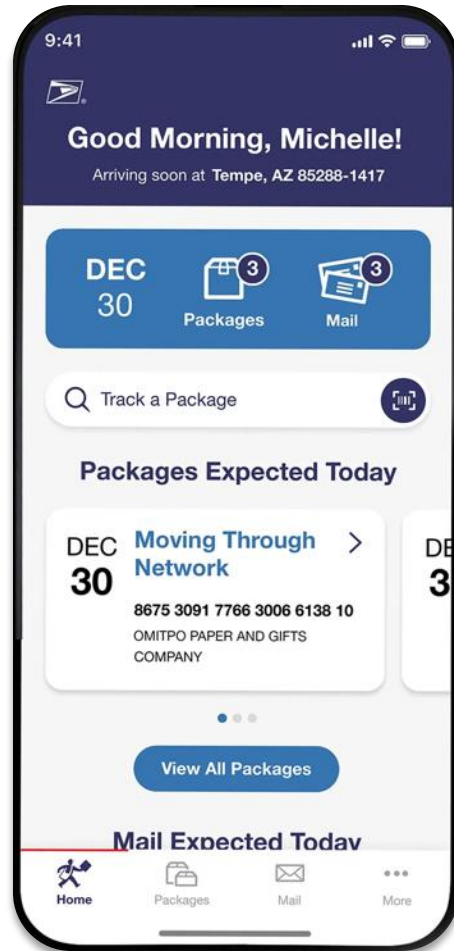 9:41
Good Morning, Michelle!
Arriving soon at Tempe, AZ 85288-1417
DEC
30
3
Packages
3
Mail
Track a Package
Packages Expected Today
DEC
30
Moving Through
Network
8675 3091 7766 3006 6138 10
OMITPO PAPER AND GIFTS
COMPANY
DE
3
View All Packages
Mail Expected Today
Home
Packages
Mail
More